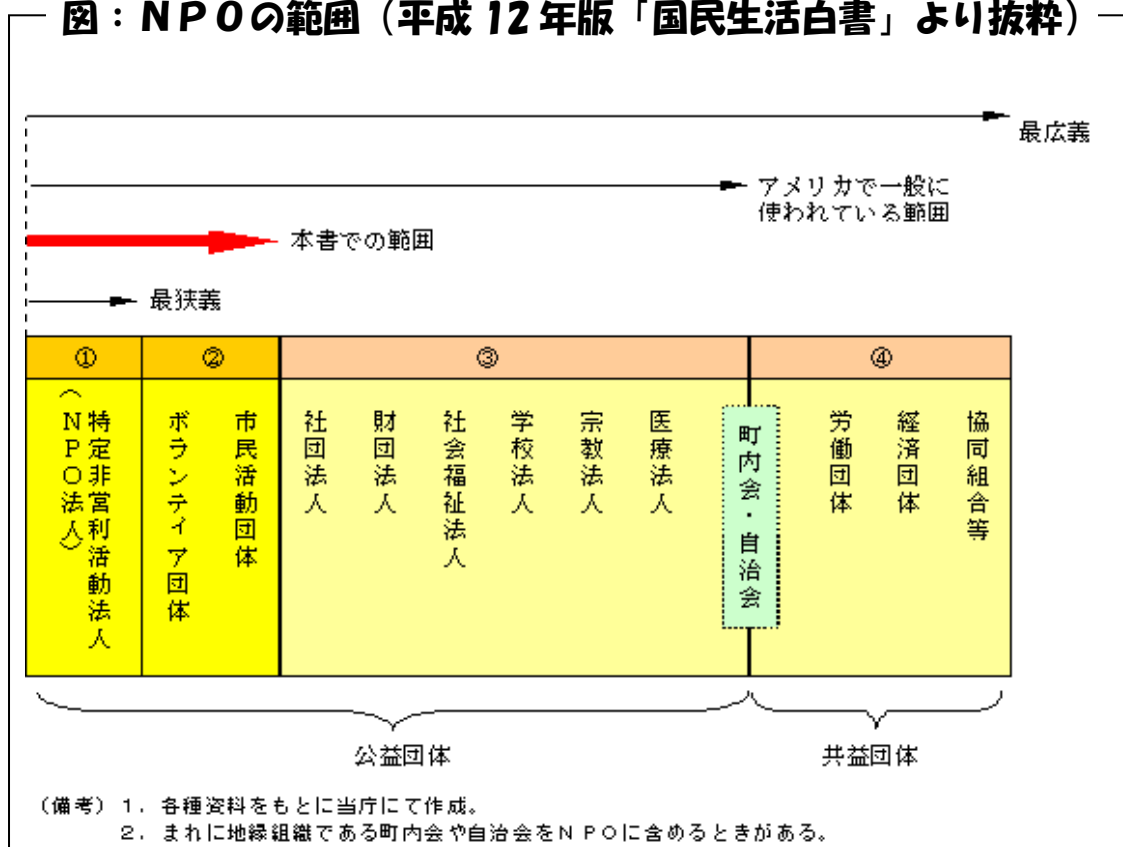 図：ＮＰＯの範囲（平成 12 年版「国民生活白書」より抜粋）
最広義
アメリカで一般に
使われている範囲
本書での範囲
最狭義
①
②
③
④
特定非営利活動法人
（ＮＰＯ法人）
ボランティア団体
市民活動団体
社団法人
財団法人
社会福祉法人
学校法人
宗教法人
医療法人
町内会・自治会
労働団体
経済団体
協同組合等
公益団体
共益団体
（備考）１．各種資料をもとに当庁にて作成。
２．まれに地縁組織である町内会や自治会をＮＰＯに含めるときがある。